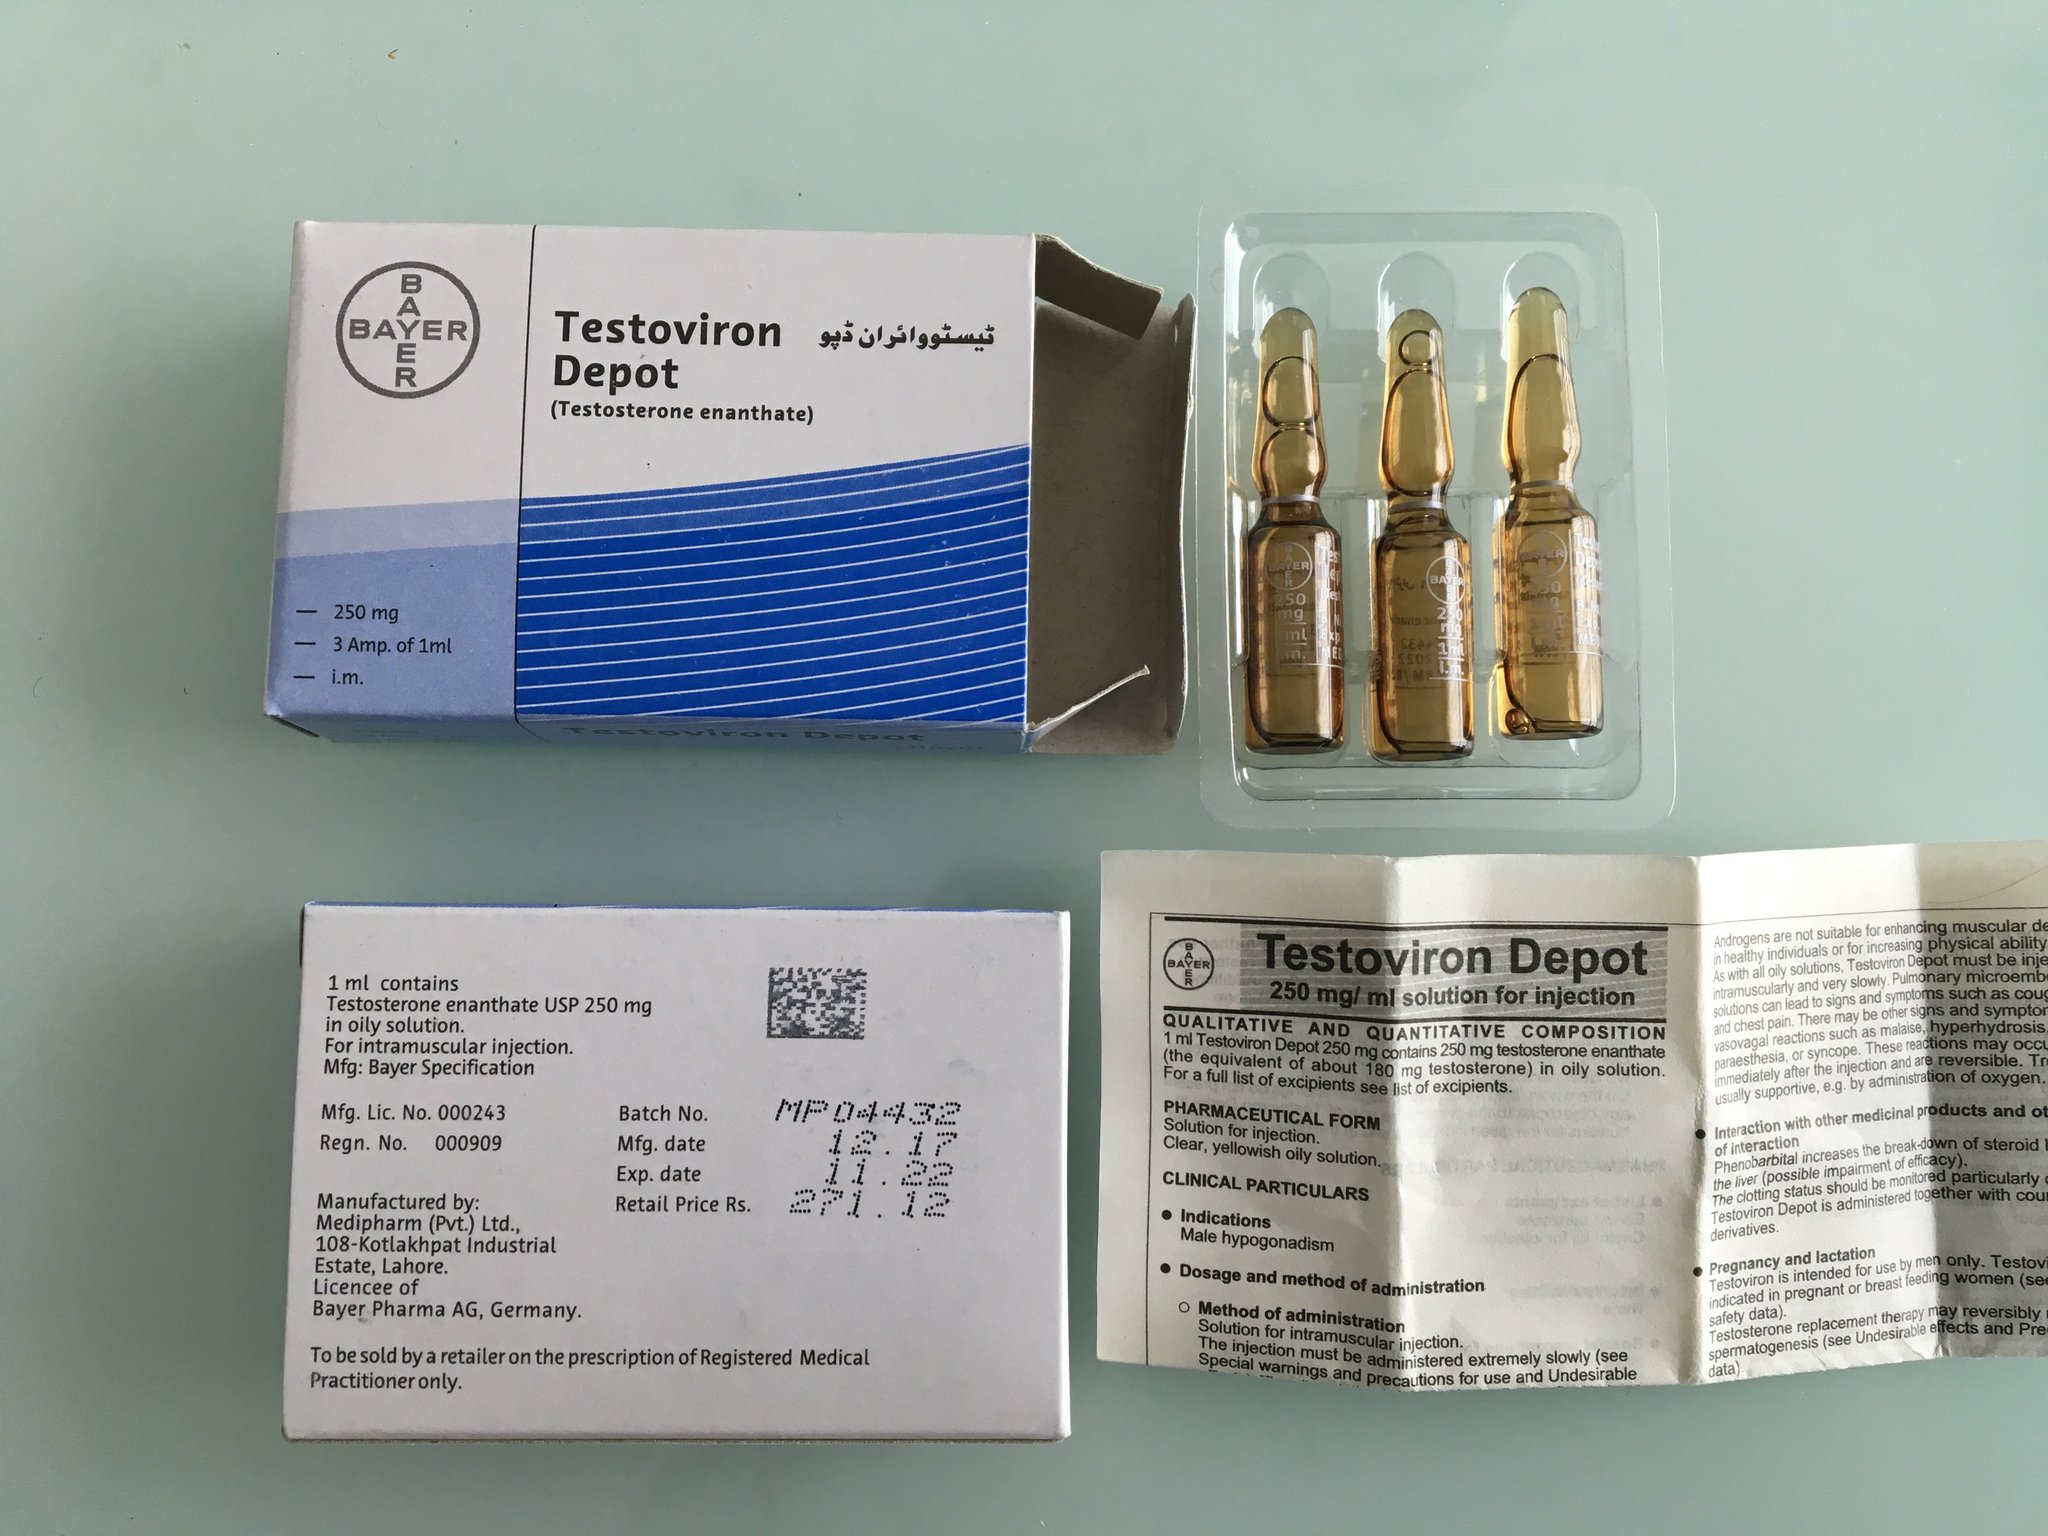 BAYER
BAYER
Testoviron
Depot
ٹیسٹووائران ڈپو
(Testosterone enanthate)
— 250 mg
— 3 Amp. of 1ml
— i.m.
Testoviron Depot
BAYER
BAYER
250
mg
1ml
i.m.
BAYER
BAYER
250
mg
1ml
i.m.
BAYER
BAYER
1 ml contains
Testosterone enanthate USP 250 mg
in oily solution.
For intramuscular injection.
Mfg: Bayer Specification
Mfg. Lic. No. 000243
Regn. No. 000909
Batch No. MP04432
Mfg. date 12.17
Exp. date 11.22
Retail Price Rs. 271.12
Manufactured by:
Medipharm (Pvt.) Ltd.,
108-Kotlakhpat Industrial
Estate, Lahore.
Licencee of
Bayer Pharma AG, Germany.
To be sold by a retailer on the prescription of Registered Medical
Practitioner only.
BAYER
BAYER
Testoviron Depot
250 mg/ ml solution for injection
QUALITATIVE AND QUANTITATIVE COMPOSITION
1 ml Testoviron Depot 250 mg contains 250 mg testosterone enanthate
(the equivalent of about 180 mg testosterone) in oily solution.
For a full list of excipients see list of excipients.
PHARMACEUTICAL FORM
Solution for injection.
Clear, yellowish oily solution.
CLINICAL PARTICULARS
● Indications
Male hypogonadism
● Dosage and method of administration
○ Method of administration
Solution for intramuscular injection.
The injection must be administered extremely slowly (see
Special warnings and precautions for use and Undesirable
Androgens are not suitable for enhancing muscular
in healthy individuals or for increasing physical ability
As with all oily solutions, Testoviron Depot must be
intramuscularly and very slowly. Pulmonary
solutions can lead to signs and symptoms such as
and chest pain. There may be other signs and
vasovagal reactions such as malaise, hyperhydrosis,
paraesthesia, or syncope. These reactions may
immediately after the injection and are reversible.
usually supportive, e.g. by administration of oxygen.
● Interaction with other medicinal products and
of interaction
Phenobarbital increases the break-down of steroid
the liver (possible impairment of efficacy).
The clotting status should be monitored particularly
Testoviron Depot is administered together with
derivatives.
● Pregnancy and lactation
Testoviron is intended for use by men only.
indicated in pregnant or breast feeding women
safety data).
Testosterone replacement therapy may reversibly
spermatogenesis (see Undesirable effects and
data)